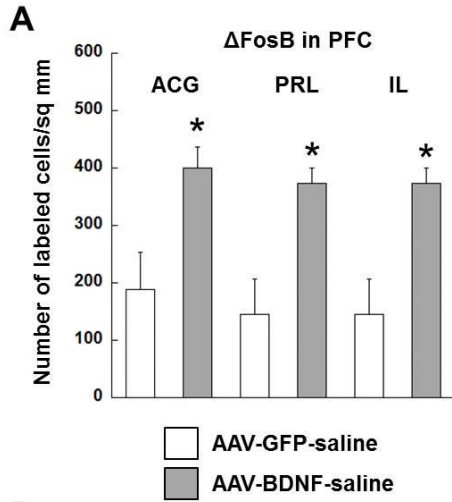 A
ΔFosB in PFC
ACG PRL IL
* * *
Number of labeled cells/sq mm
600
500
400
300
200
100
0
AAV-GFP-saline
AAV-BDNF-saline